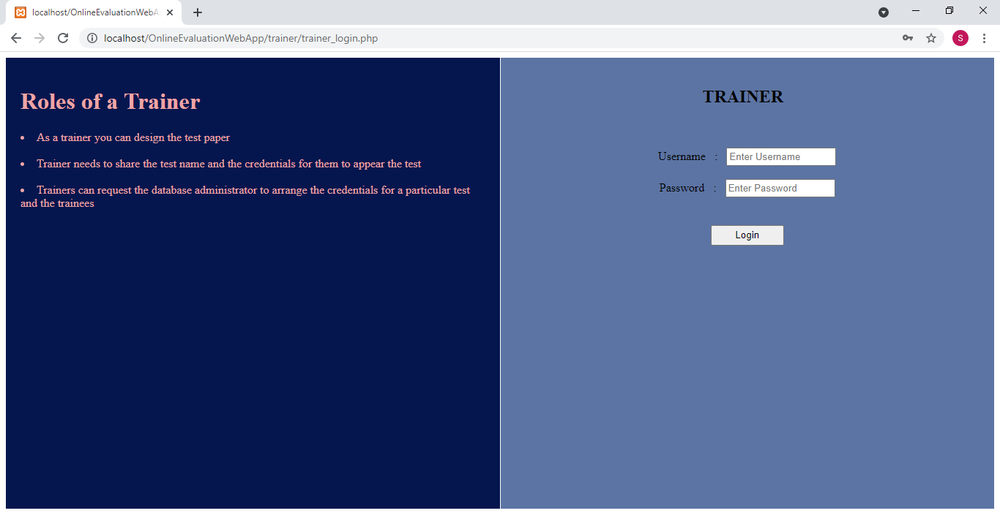 localhost/OnlineEvaluationWebA
localhost/OnlineEvaluationWebApp/trainer/trainer_login.php
S
Roles of a Trainer
• As a trainer you can design the test paper
• Trainer needs to share the test name and the credentials for them to appear the test
• Trainers can request the database administrator to arrange the credentials for a particular test
and the trainees
TRAINER
Username : Enter Username
Password : Enter Password
Login